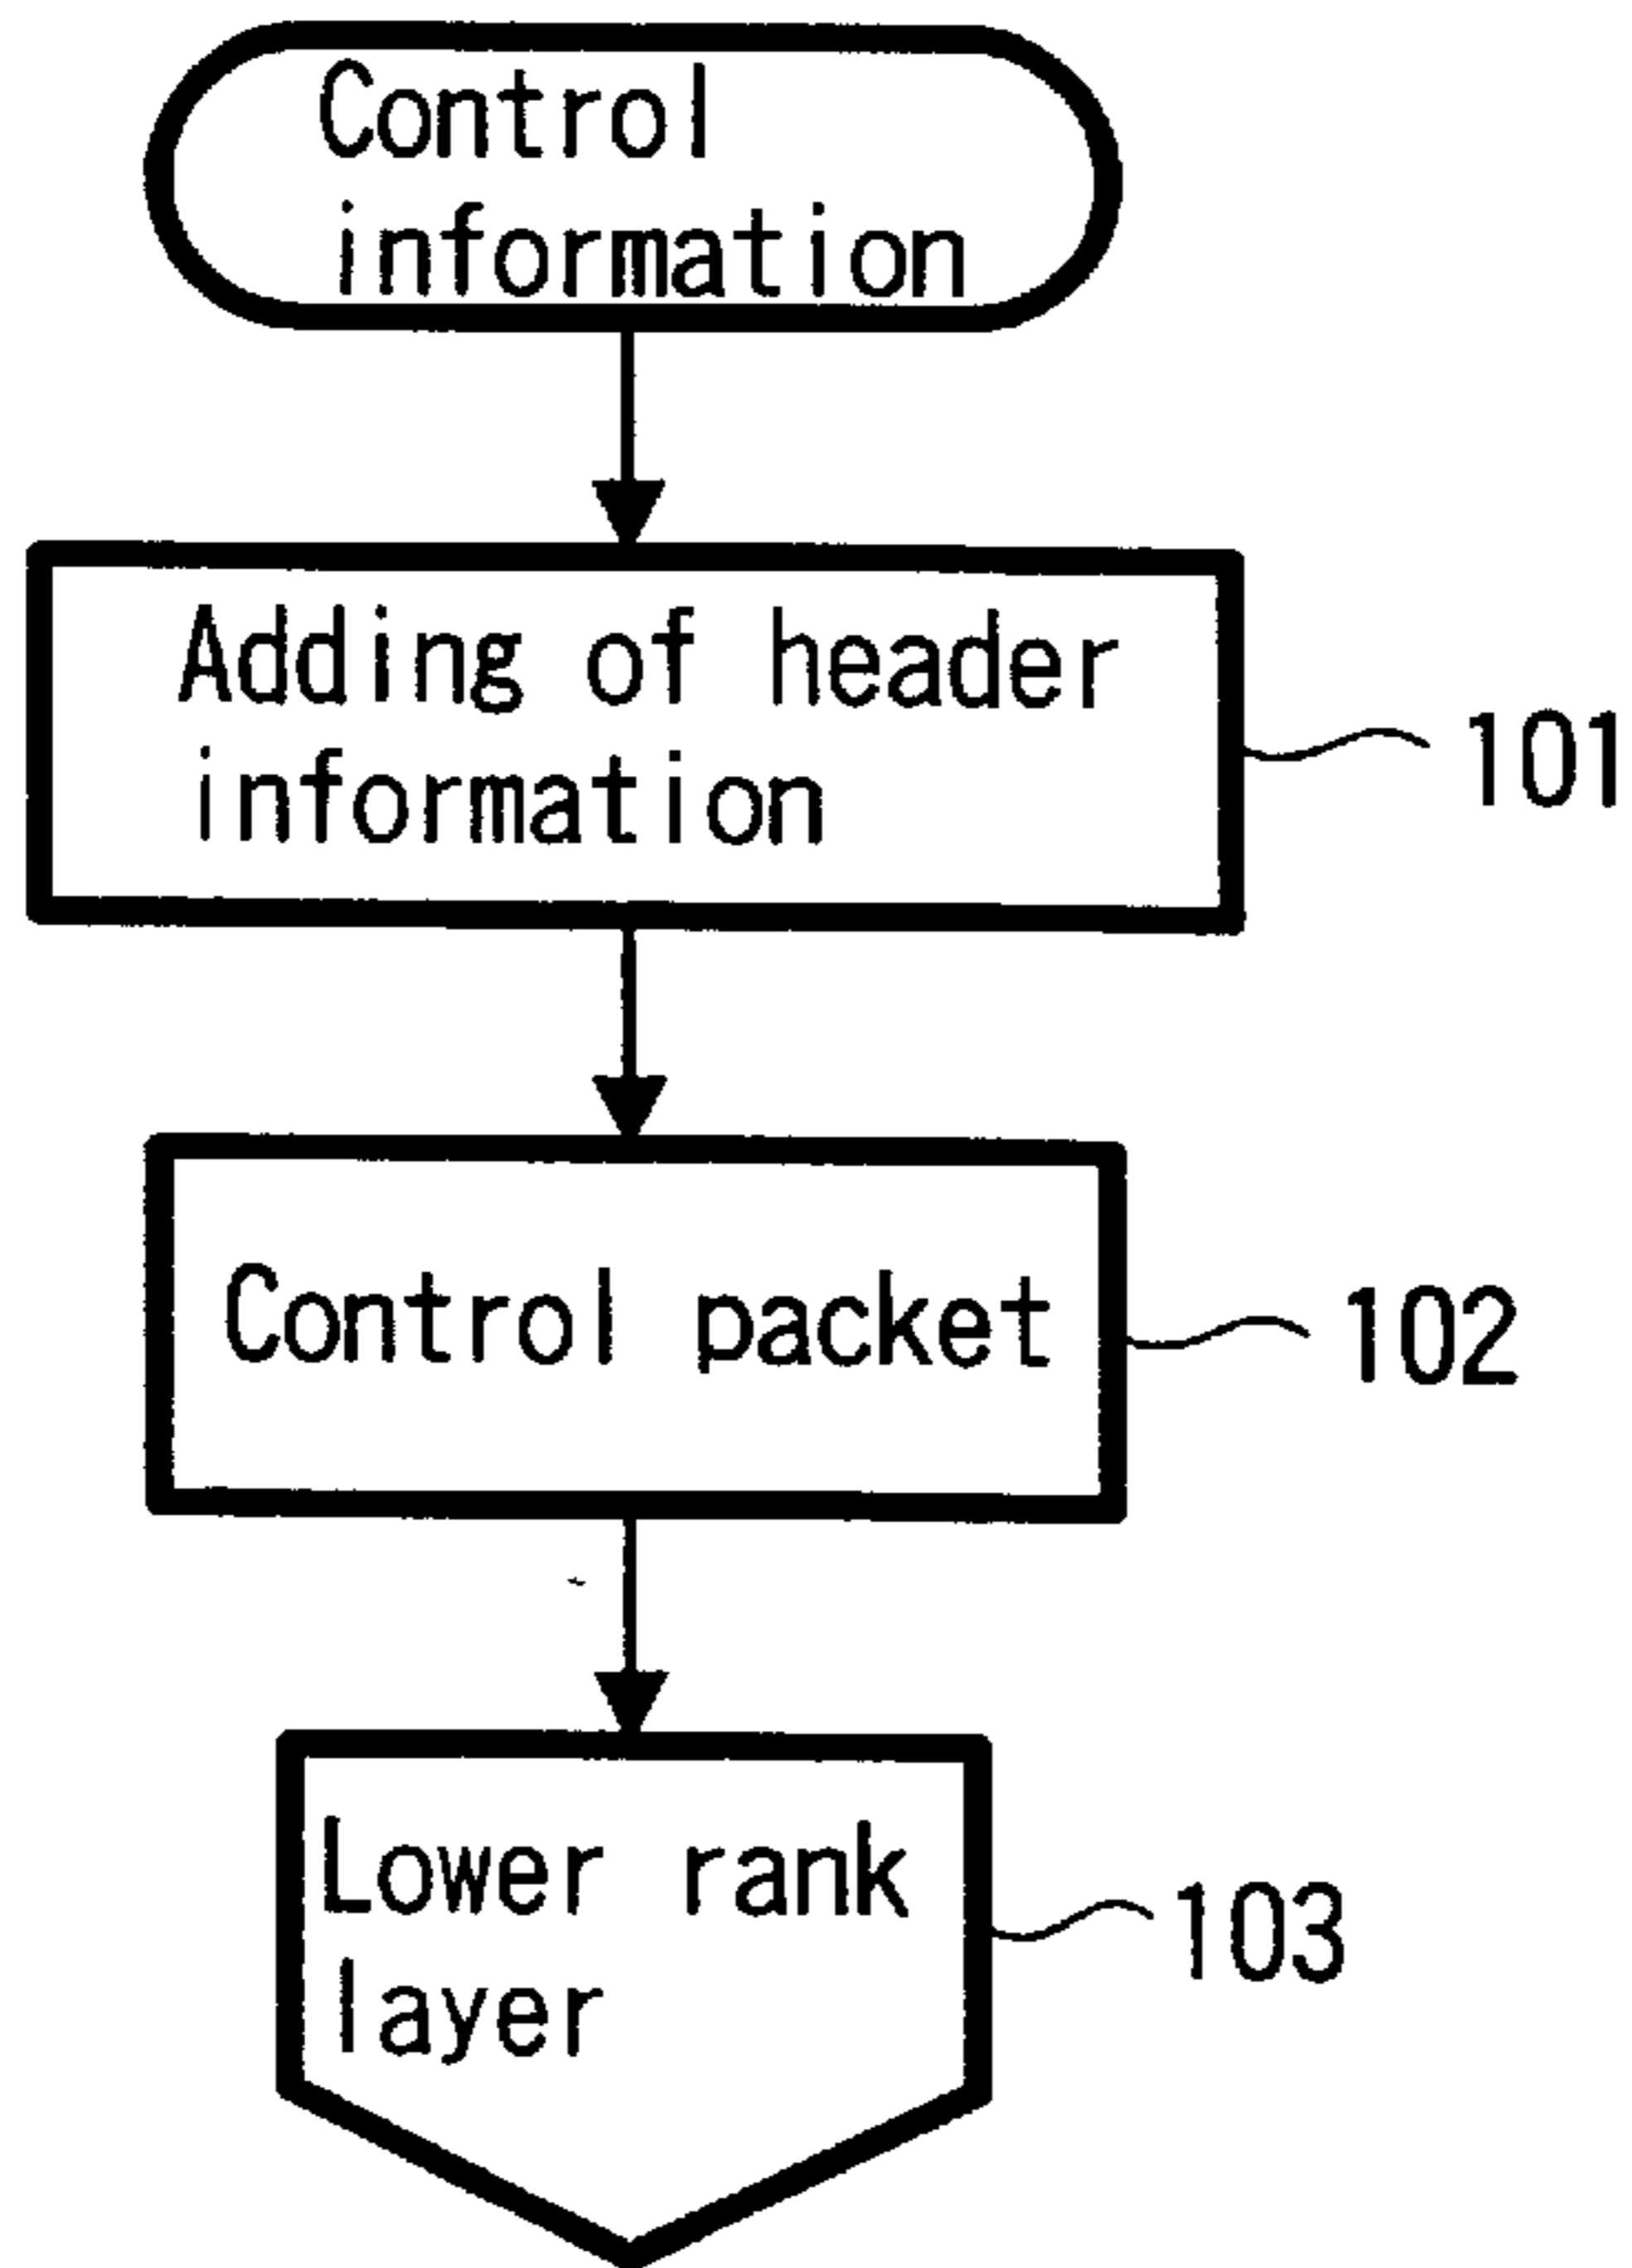 Control
information
Adding of header
information
101
Control packet
102
Lower rank
layer
103